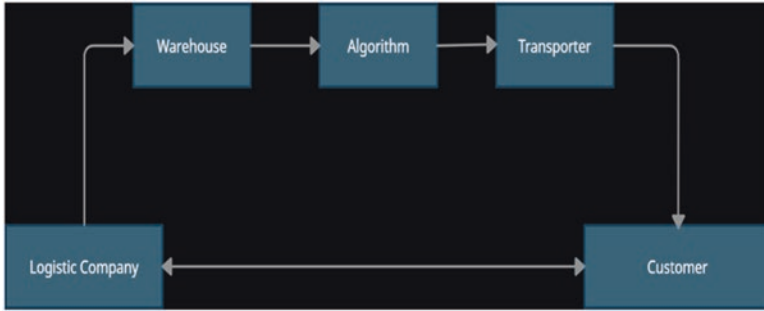 Warehouse
Algorithm
Transporter
Logistic Company
Customer